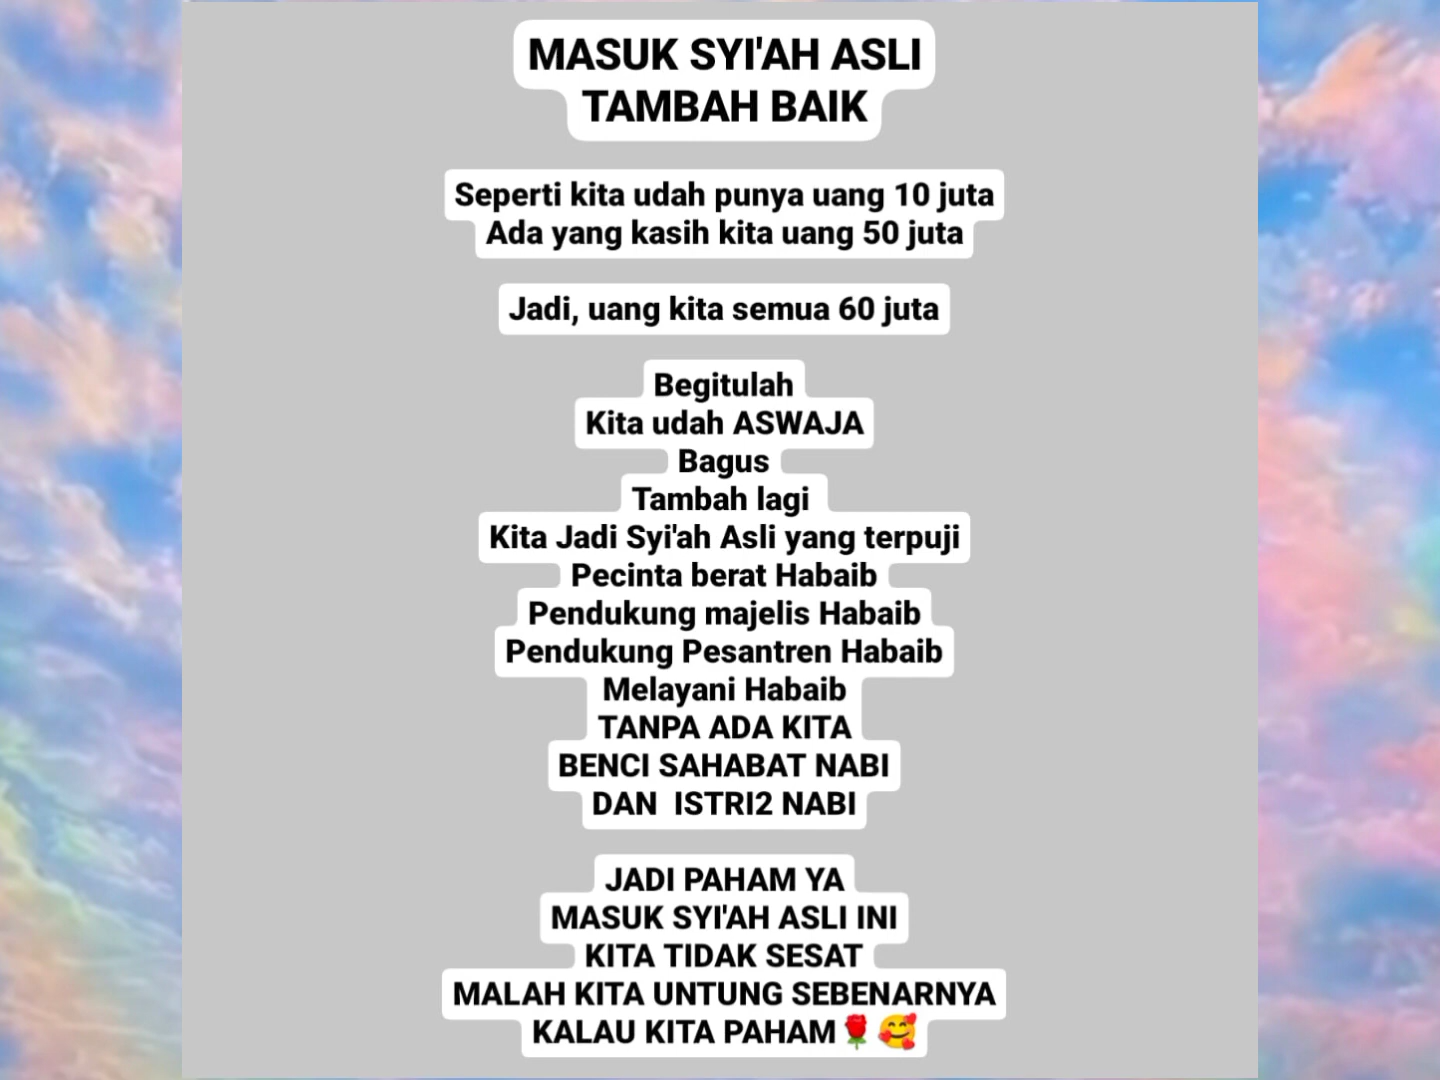 MASUK SYI'AH ASLI
TAMBAH BAIK
Seperti kita udah punya uang 10 juta
Ada yang kasih kita uang 50 juta
Jadi, uang kita semua 60 juta
Begitulah
Kita udah ASWAJA
Bagus
Tambah lagi
Kita Jadi Syi'ah Asli yang terpuji
Pecinta berat Habaib
Pendukung majelis Habaib
Pendukung Pesantren Habaib
Melayani Habaib
TANPA ADA KITA
BENCI SAHABAT NABI
DAN  ISTRI2 NABI
JADI PAHAM YA
MASUK SYI'AH ASLI INI
KITA TIDAK SESAT
MALAH KITA UNTUNG SEBENARNYA
KALAU KITA PAHAM🌹🥰